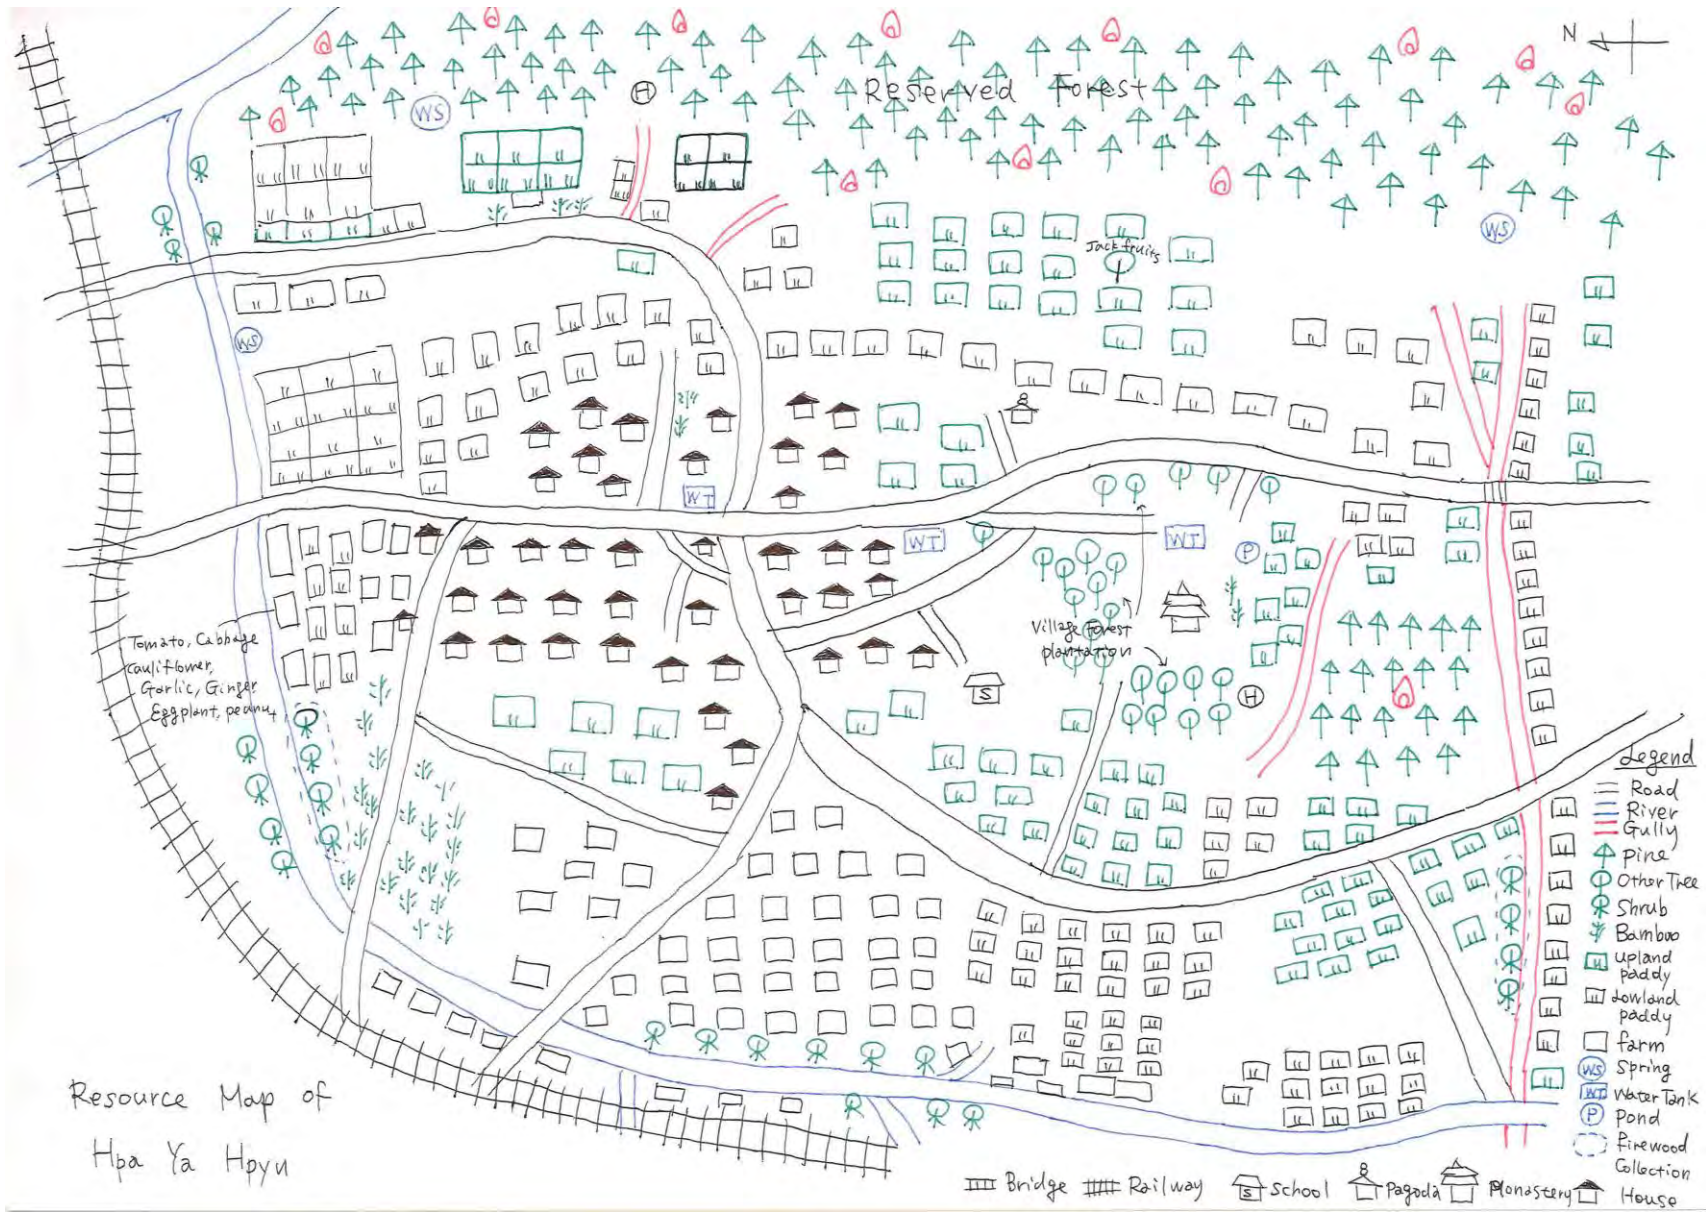 N
H
Reserved Forest
WS
WS
Jackfruits
WS
WT
WT
WT
P
Tomato, Cabbage
Cauliflower,
Garlic, Ginger
Eggplant, peanut
Village Forest
plantation
S
H
Legend
Road
River
Gully
Pine
Other Tree
Shrub
Bamboo
upland
paddy
Lowland
paddy
farm
WS Spring
WT Water Tank
P Pond
firewood
Collection
Resource Map of
Hpa Ya Hpyu
Bridge Railway S School Pagoda Monastery House